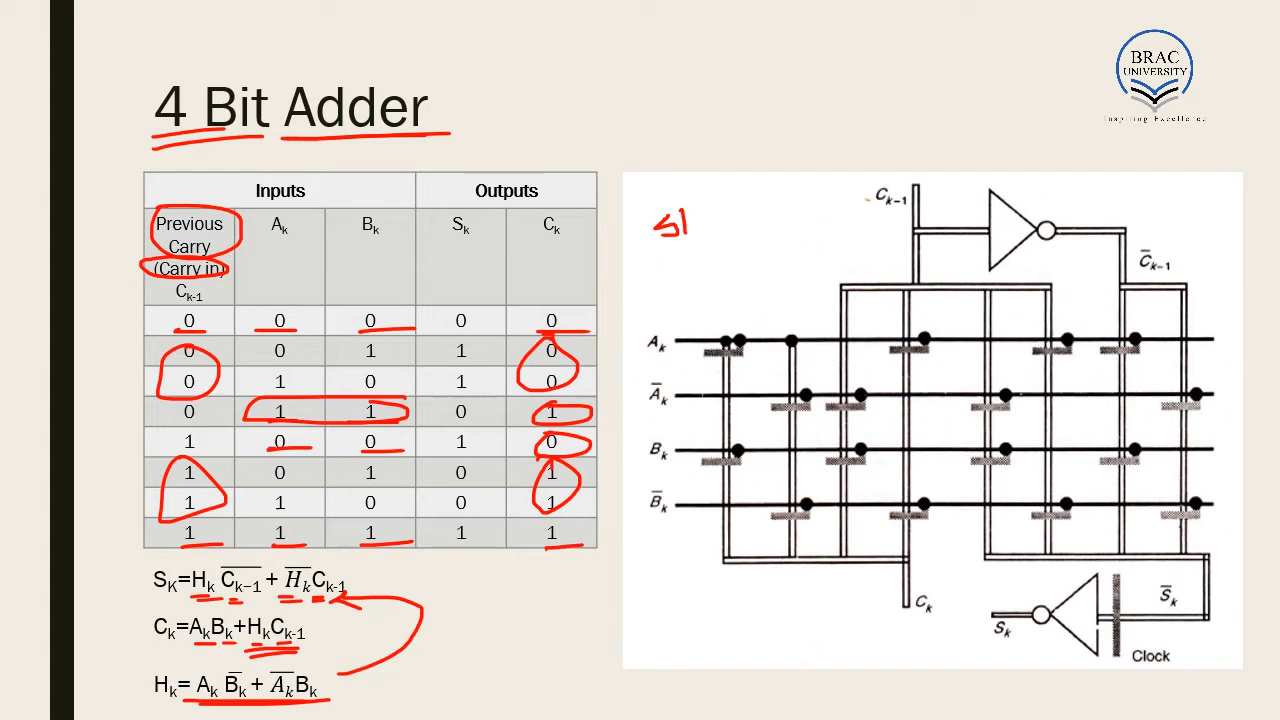 BRAC
UNIVERSITY
Inspiring Excellence
4 Bit Adder
Inputs Outputs
Previous Carry (Carry in) Cₖ₋₁ Aₖ Bₖ Sₖ Cₖ
0 0 0 0 0
0 0 1 1 0
0 1 0 1 0
0 1 1 0 1
1 0 0 1 0
1 0 1 0 1
1 1 0 0 1
1 1 1 1 1
S_K=Hₖ C̅ₖ₋₁ + H̅ₖCₖ₋₁
Cₖ=AₖBₖ+HₖCₖ₋₁
Hₖ= Aₖ B̅ₖ+ A̅ₖBₖ
Cₖ₋₁
C̅ₖ₋₁
Aₖ
A̅ₖ
Bₖ
B̅ₖ
Cₖ
Sₖ
S̅ₖ
Clock